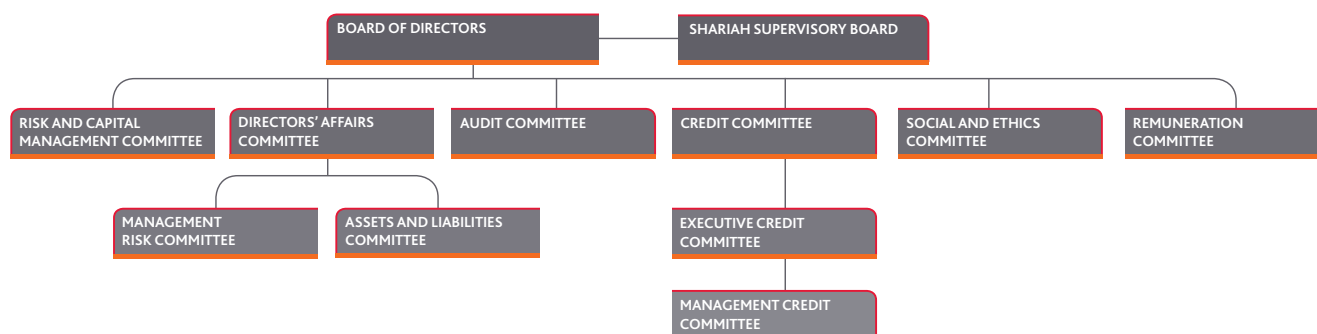 BOARD OF DIRECTORS
SHARIAH SUPERVISORY BOARD
RISK AND CAPITAL
MANAGEMENT COMMITTEE
DIRECTORS’ AFFAIRS
COMMITTEE
AUDIT COMMITTEE
CREDIT COMMITTEE
SOCIAL AND ETHICS
COMMITTEE
REMUNERATION
COMMITTEE
MANAGEMENT
RISK COMMITTEE
ASSETS AND LIABILITIES
COMMITTEE
EXECUTIVE CREDIT
COMMITTEE
MANAGEMENT CREDIT
COMMITTEE